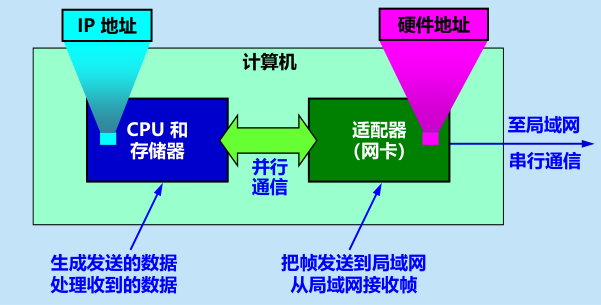 IP 地址
硬件地址
计算机
CPU 和
存储器
适配器
（网卡）
并行
通信
至局域网
串行通信
生成发送的数据
处理收到的数据
把帧发送到局域网
从局域网接收帧